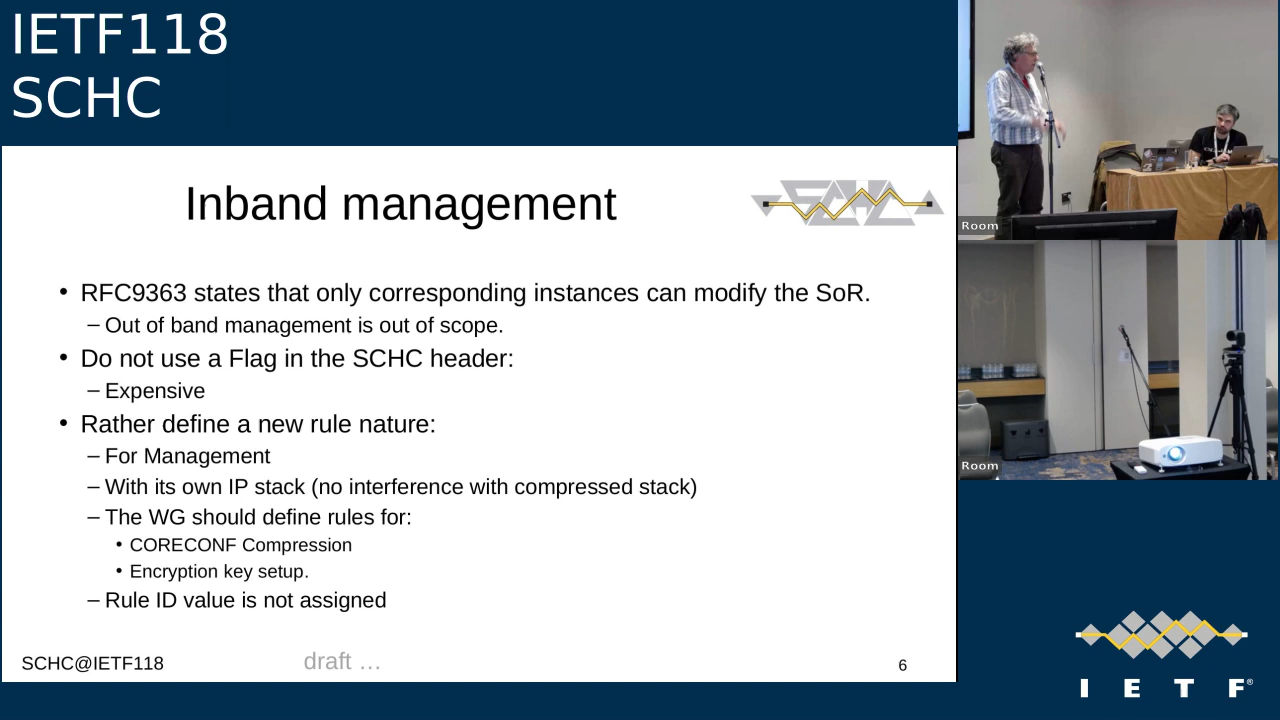 IETF118
SCHC
Inband management
SCHC
• RFC9363 states that only corresponding instances can modify the SoR.
– Out of band management is out of scope.
• Do not use a Flag in the SCHC header:
– Expensive
• Rather define a new rule nature:
– For Management
– With its own IP stack (no interference with compressed stack)
– The WG should define rules for:
• CORECONF Compression
• Encryption key setup.
– Rule ID value is not assigned
SCHC@IETF118
draft …
6
Room
Room
I E T F®